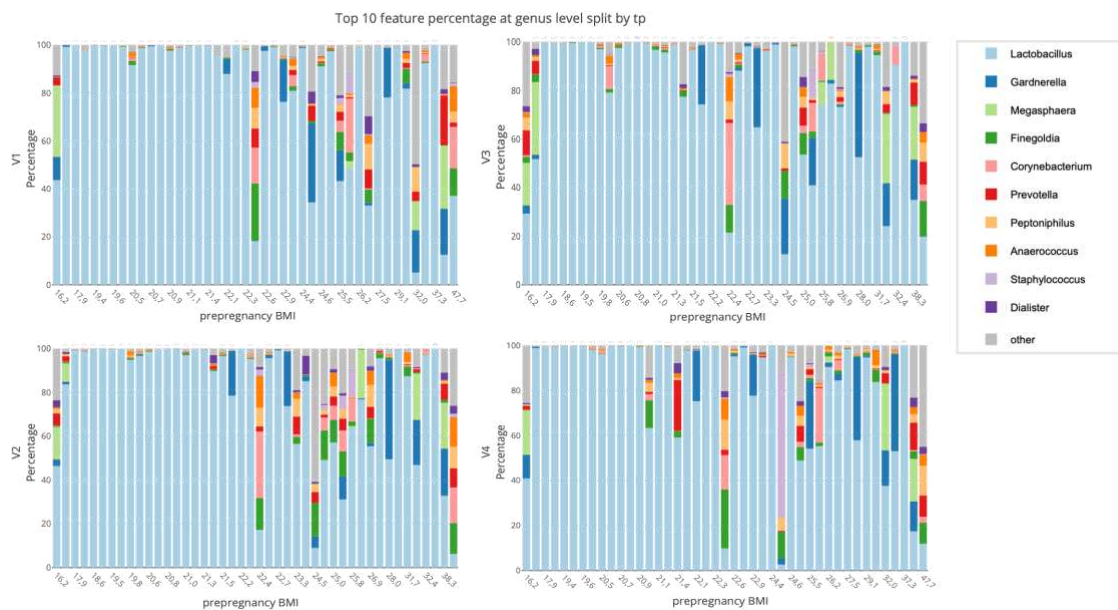 Top 10 feature percentage at genus level split by tp
V1
Percentage
100
80
60
40
20
0
16,2 17,9 19,4 19,6 20,5 20,7 20,9 21,1 21,4 22,1 22,3 22,6 22,9 24,4 24,6 25,5 26,2 27,5 29,1 32,0 37,3 47,7
prepregnancy BMI
V3
Percentage
100
80
60
40
20
0
16,2 17,9 18,6 19,5 19,8 20,6 20,8 21,0 21,3 21,5 22,2 22,4 22,7 23,3 24,5 25,0 25,8 26,9 28,0 31,7 32,4 38,3
prepregnancy BMI
Lactobacillus
Gardnerella
Megasphaera
Finegoldia
Corynebacterium
Prevotella
Peptoniphilus
Anaerococcus
Staphylococcus
Dialister
other
V2
Percentage
100
80
60
40
20
0
16,2 17,9 18,6 19,5 19,8 20,6 20,8 21,0 21,3 21,5 22,2 22,4 22,7 23,3 24,5 25,0 25,8 26,9 28,0 31,7 32,4 38,3
prepregnancy BMI
V4
Percentage
100
80
60
40
20
0
16,2 17,9 19,4 19,6 20,5 20,7 20,9 21,1 21,4 22,1 22,3 22,6 22,9 24,4 24,6 25,5 26,2 27,5 29,1 32,0 37,3 47,7
prepregnancy BMI